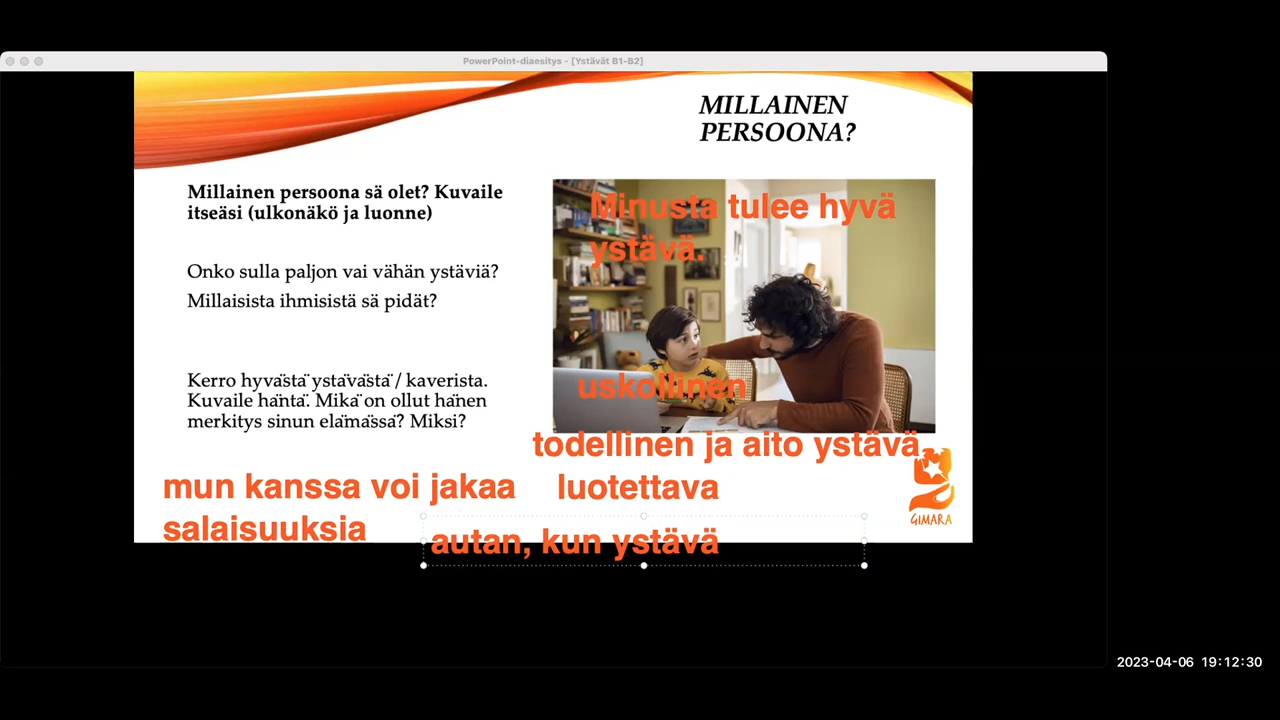 PowerPoint-diaesitys - [Ystävät B1-B2]
MILLAINEN
PERSOONA?
Millainen persoona sä olet? Kuvaile
itseäsi (ulkonäkö ja luonne)
Onko sulla paljon vai vähän ystäviä?
Millaisista ihmisistä sä pidät?
Kerro hyvästä ystävästä / kaverista.
Kuvaile häntä. Mikä on ollut hänen
merkitys sinun elämässä? Miksi?
Minusta tulee hyvä
ystävä.
uskollinen
todellinen ja aito ystävä
luotettava
mun kanssa voi jakaa
salaisuuksia
autan, kun ystävä
GIMARA
2023-04-06 19:12:30